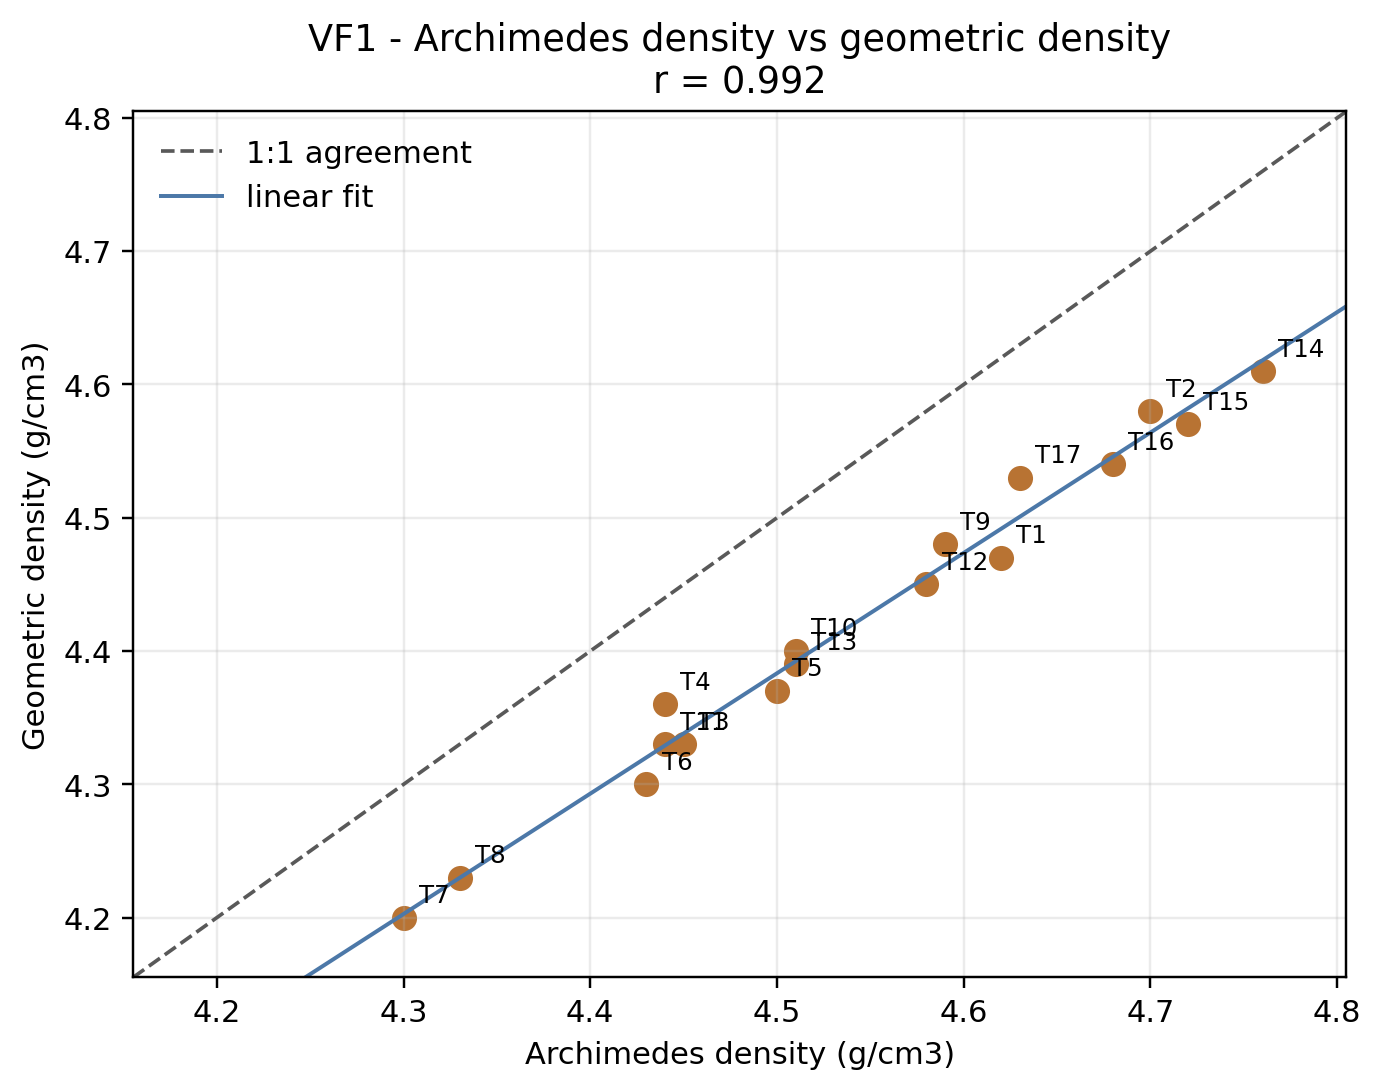 VF1 - Archimedes density vs geometric density
r = 0.992
1:1 agreement
linear fit
Geometric density (g/cm3)
4.8
4.7
4.6
4.5
4.4
4.3
4.2
T14
T2
T15
T16
T17
T9
T1
T12
T10
T13
T5
T4
T11
T3
T6
T8
T7
4.2
4.3
4.4
4.5
4.6
4.7
4.8
Archimedes density (g/cm3)